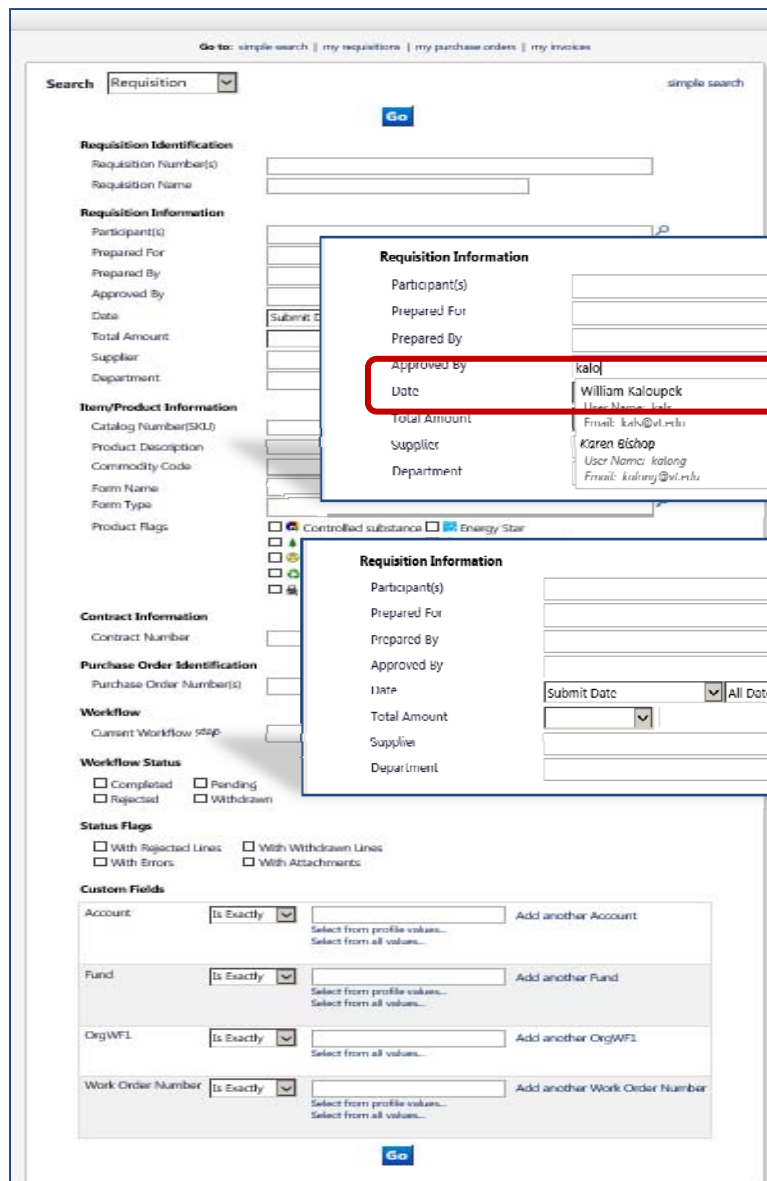 Go to: simple search | my requisitions | my purchase orders | my invoices
Search Requisition simple search
Go
Requisition Identification
Requisition Number(s)
Requisition Name
Requisition Information
Participant(s)
Prepared For
Prepared By
Approved By
Date Submit D
Total Amount
Supplier
Department
Requisition Information
Participant(s)
Prepared For
Prepared By
Approved By kalo
Date William Kaloupek
User Name: kals
Total Amount Email: kals@vt.edu
Supplier Karen Bishop
User Name: kalong
Department Email: kalong@vt.edu
Item/Product Information
Catalog Number(SKU)
Product Description
Commodity Code
Form Name
Form Type
Product Flags Controlled substance Energy Star
Requisition Information
Participant(s)
Prepared For
Prepared By
Approved By
Date Submit Date All Dat
Total Amount
Supplier
Department
Contract Information
Contract Number
Purchase Order Identification
Purchase Order Number(s)
Workflow
Current Workflow Step
Workflow Status
Completed Pending
Rejected Withdrawn
Status Flags
With Rejected Lines With Withdrawn Lines
With Errors With Attachments
Custom Fields
Account Is Exactly Add another Account
Select from profile values...
Select from all values...
Fund Is Exactly Add another Fund
Select from profile values...
Select from all values...
OrgWF1 Is Exactly Add another OrgWF1
Select from all values...
Work Order Number Is Exactly Add another Work Order Number
Select from profile values...
Select from all values...
Go